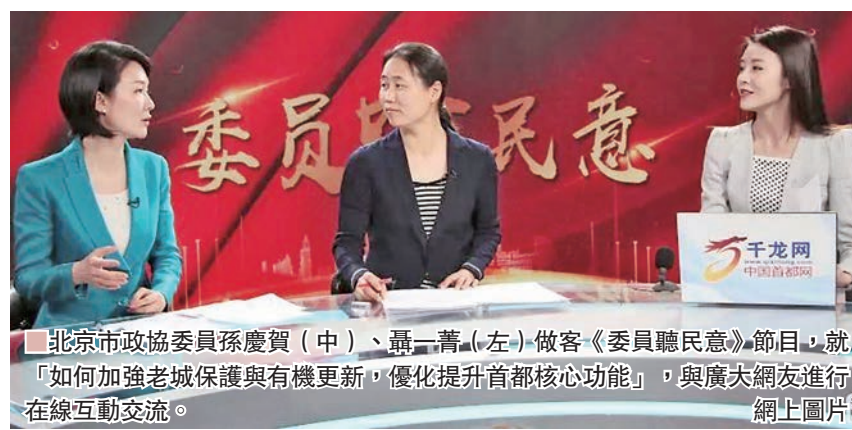 委员 民意
千龙网
www.qianlong.com
中国首都网
北京市政協委員孫慶賀（中）、聶一菁（左）做客《委員聽民意》節目，就
「如何加強老城保護與有機更新，優化提升首都核心功能」，與廣大網友進行
在線互動交流。
網上圖片